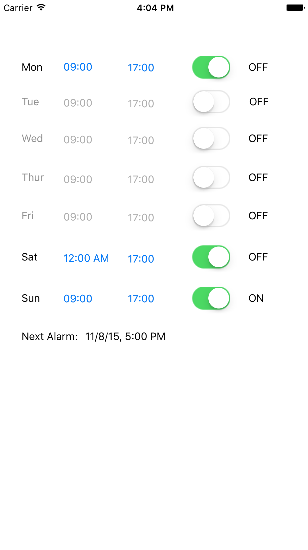 Carrier 4:04 PM
Mon 09:00 17:00 OFF
Tue 09:00 17:00 OFF
Wed 09:00 17:00 OFF
Thur 09:00 17:00 OFF
Fri 09:00 17:00 OFF
Sat 12:00 AM 17:00 OFF
Sun 09:00 17:00 ON
Next Alarm: 11/8/15, 5:00 PM